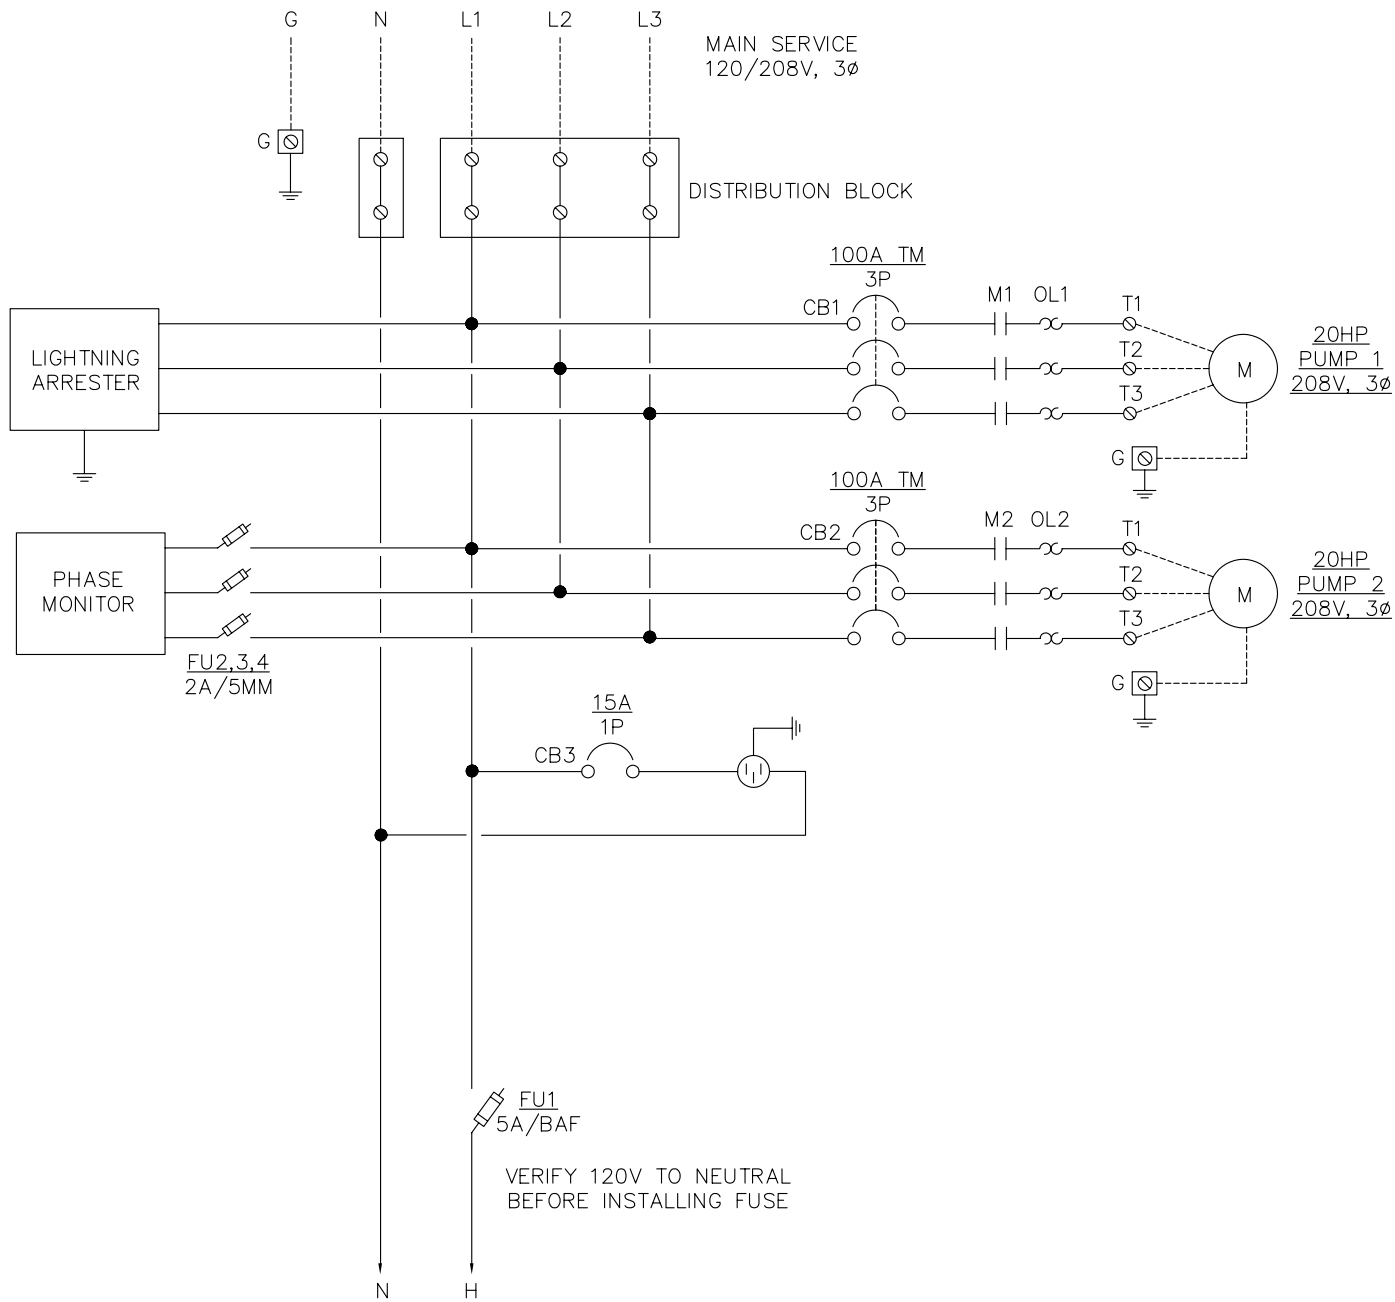 G N L1 L2 L3
MAIN SERVICE
120/208V, 3ø
G
DISTRIBUTION BLOCK
LIGHTNING
ARRESTER
100A TM
3P
CB1
M1 OL1
T1
T2
T3
M
20HP
PUMP 1
208V, 3ø
G
PHASE
MONITOR
FU2,3,4
2A/5MM
100A TM
3P
CB2
M2 OL2
T1
T2
T3
M
20HP
PUMP 2
208V, 3ø
G
15A
1P
CB3
FU1
5A/BAF
VERIFY 120V TO NEUTRAL
BEFORE INSTALLING FUSE
N H